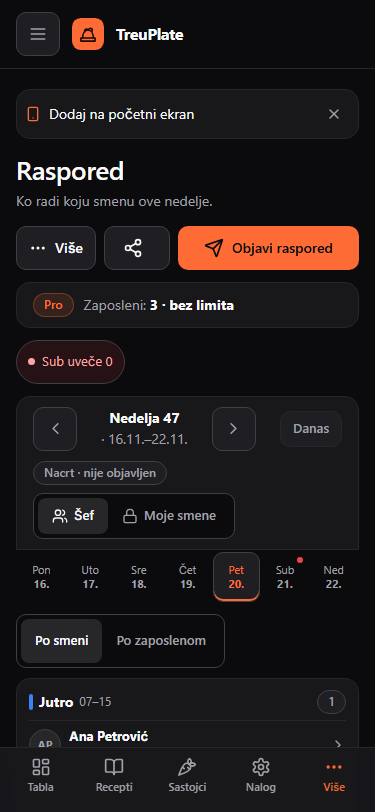 TreuPlate
Dodaj na početni ekran
Raspored
Ko radi koju smenu ove nedelje.
Više
Objavi raspored
Pro Zaposleni: 3 · bez limita
Sub uveče 0
Nedelja 47
· 16.11.–22.11.
Danas
Nacrt · nije objavljen
Šef Moje smene
Pon Uto Sre Čet Pet Sub Ned
16. 17. 18. 19. 20. 21. 22.
Po smeni Po zaposlenom
Jutro 07–15 1
AP Ana Petrović
Tabla Recepti Sastojci Nalog Više